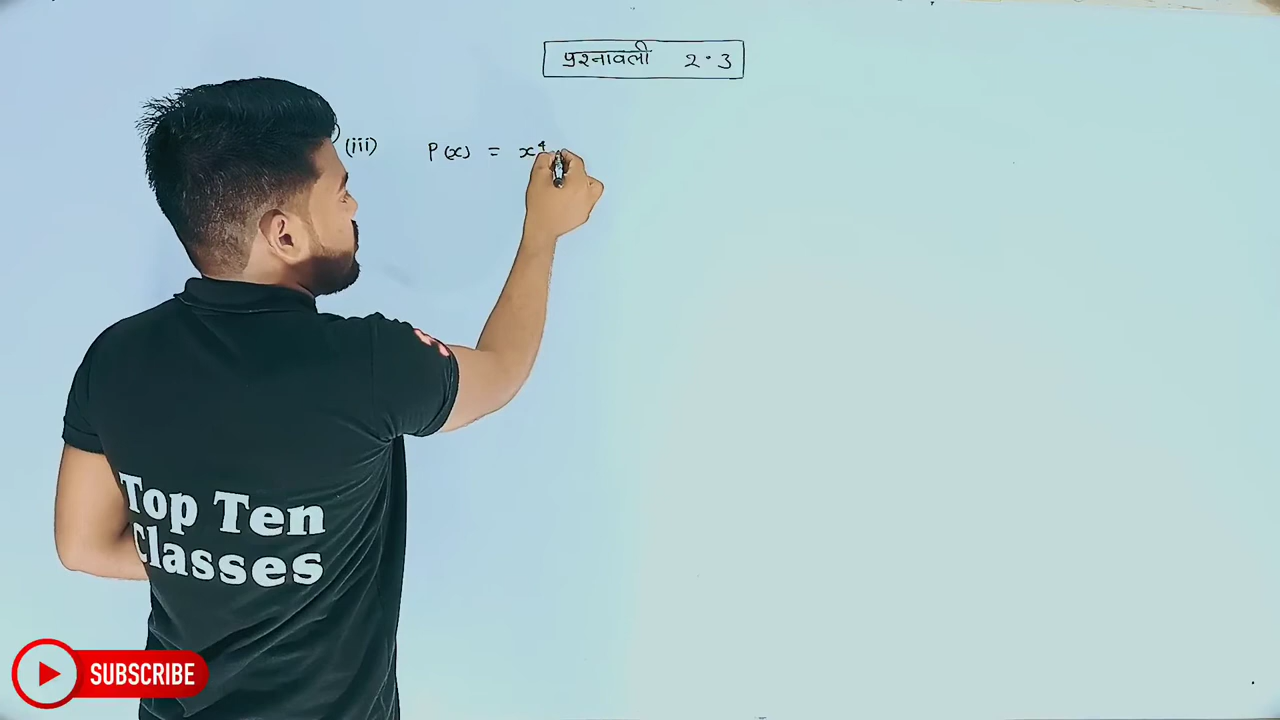 प्रश्नावली 2.3
(iii) P(x) = x⁴
Top Ten
Classes
SUBSCRIBE